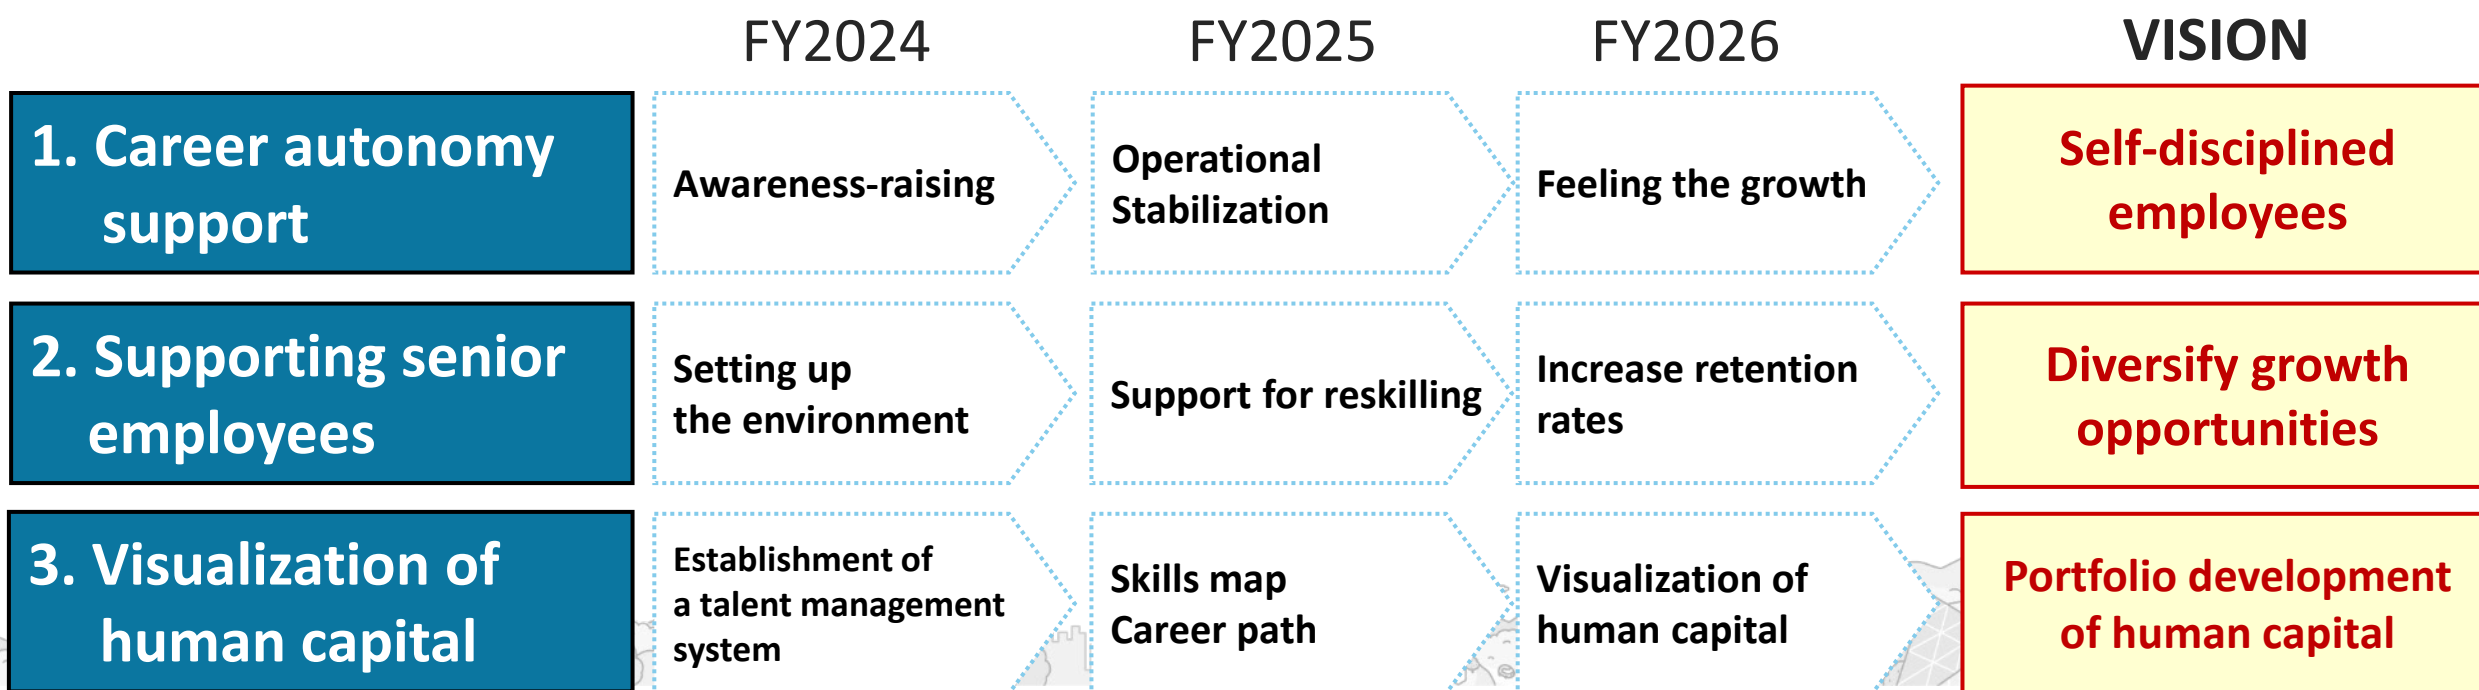 FY2024 FY2025 FY2026 VISION
1. Career autonomy
support
Awareness-raising
Operational
Stabilization
Feeling the growth
Self-disciplined
employees
2. Supporting senior
employees
Setting up
the environment
Support for reskilling
Increase retention
rates
Diversify growth
opportunities
3. Visualization of
human capital
Establishment of
a talent management
system
Skills map
Career path
Visualization of
human capital
Portfolio development
of human capital